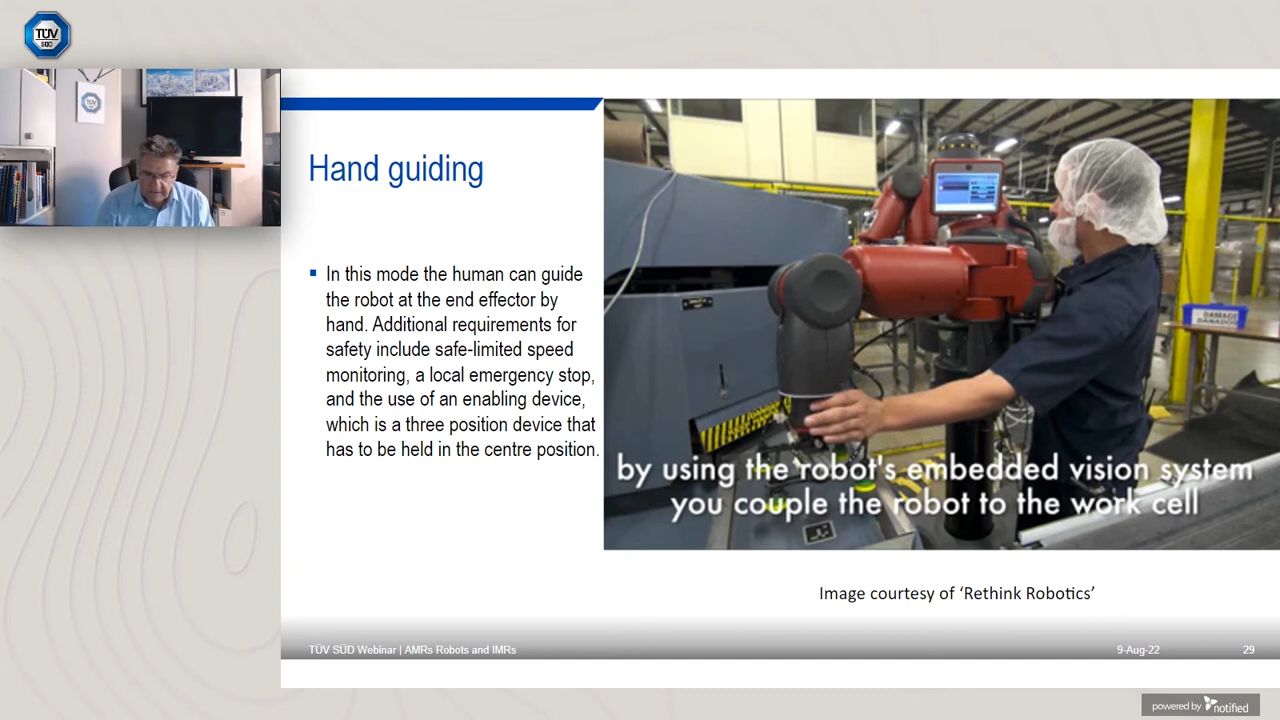 TÜV
SÜD
TÜV
Hand guiding
In this mode the human can guide
the robot at the end effector by
hand. Additional requirements for
safety include safe-limited speed
monitoring, a local emergency stop,
and the use of an enabling device,
which is a three position device that
has to be held in the centre position.
DAMAGE
by using the robot's embedded vision system
you couple the robot to the work cell
Image courtesy of ‘Rethink Robotics’
TÜV SÜD Webinar | AMRs Robots and IMRs
9-Aug-22
29
powered by notified